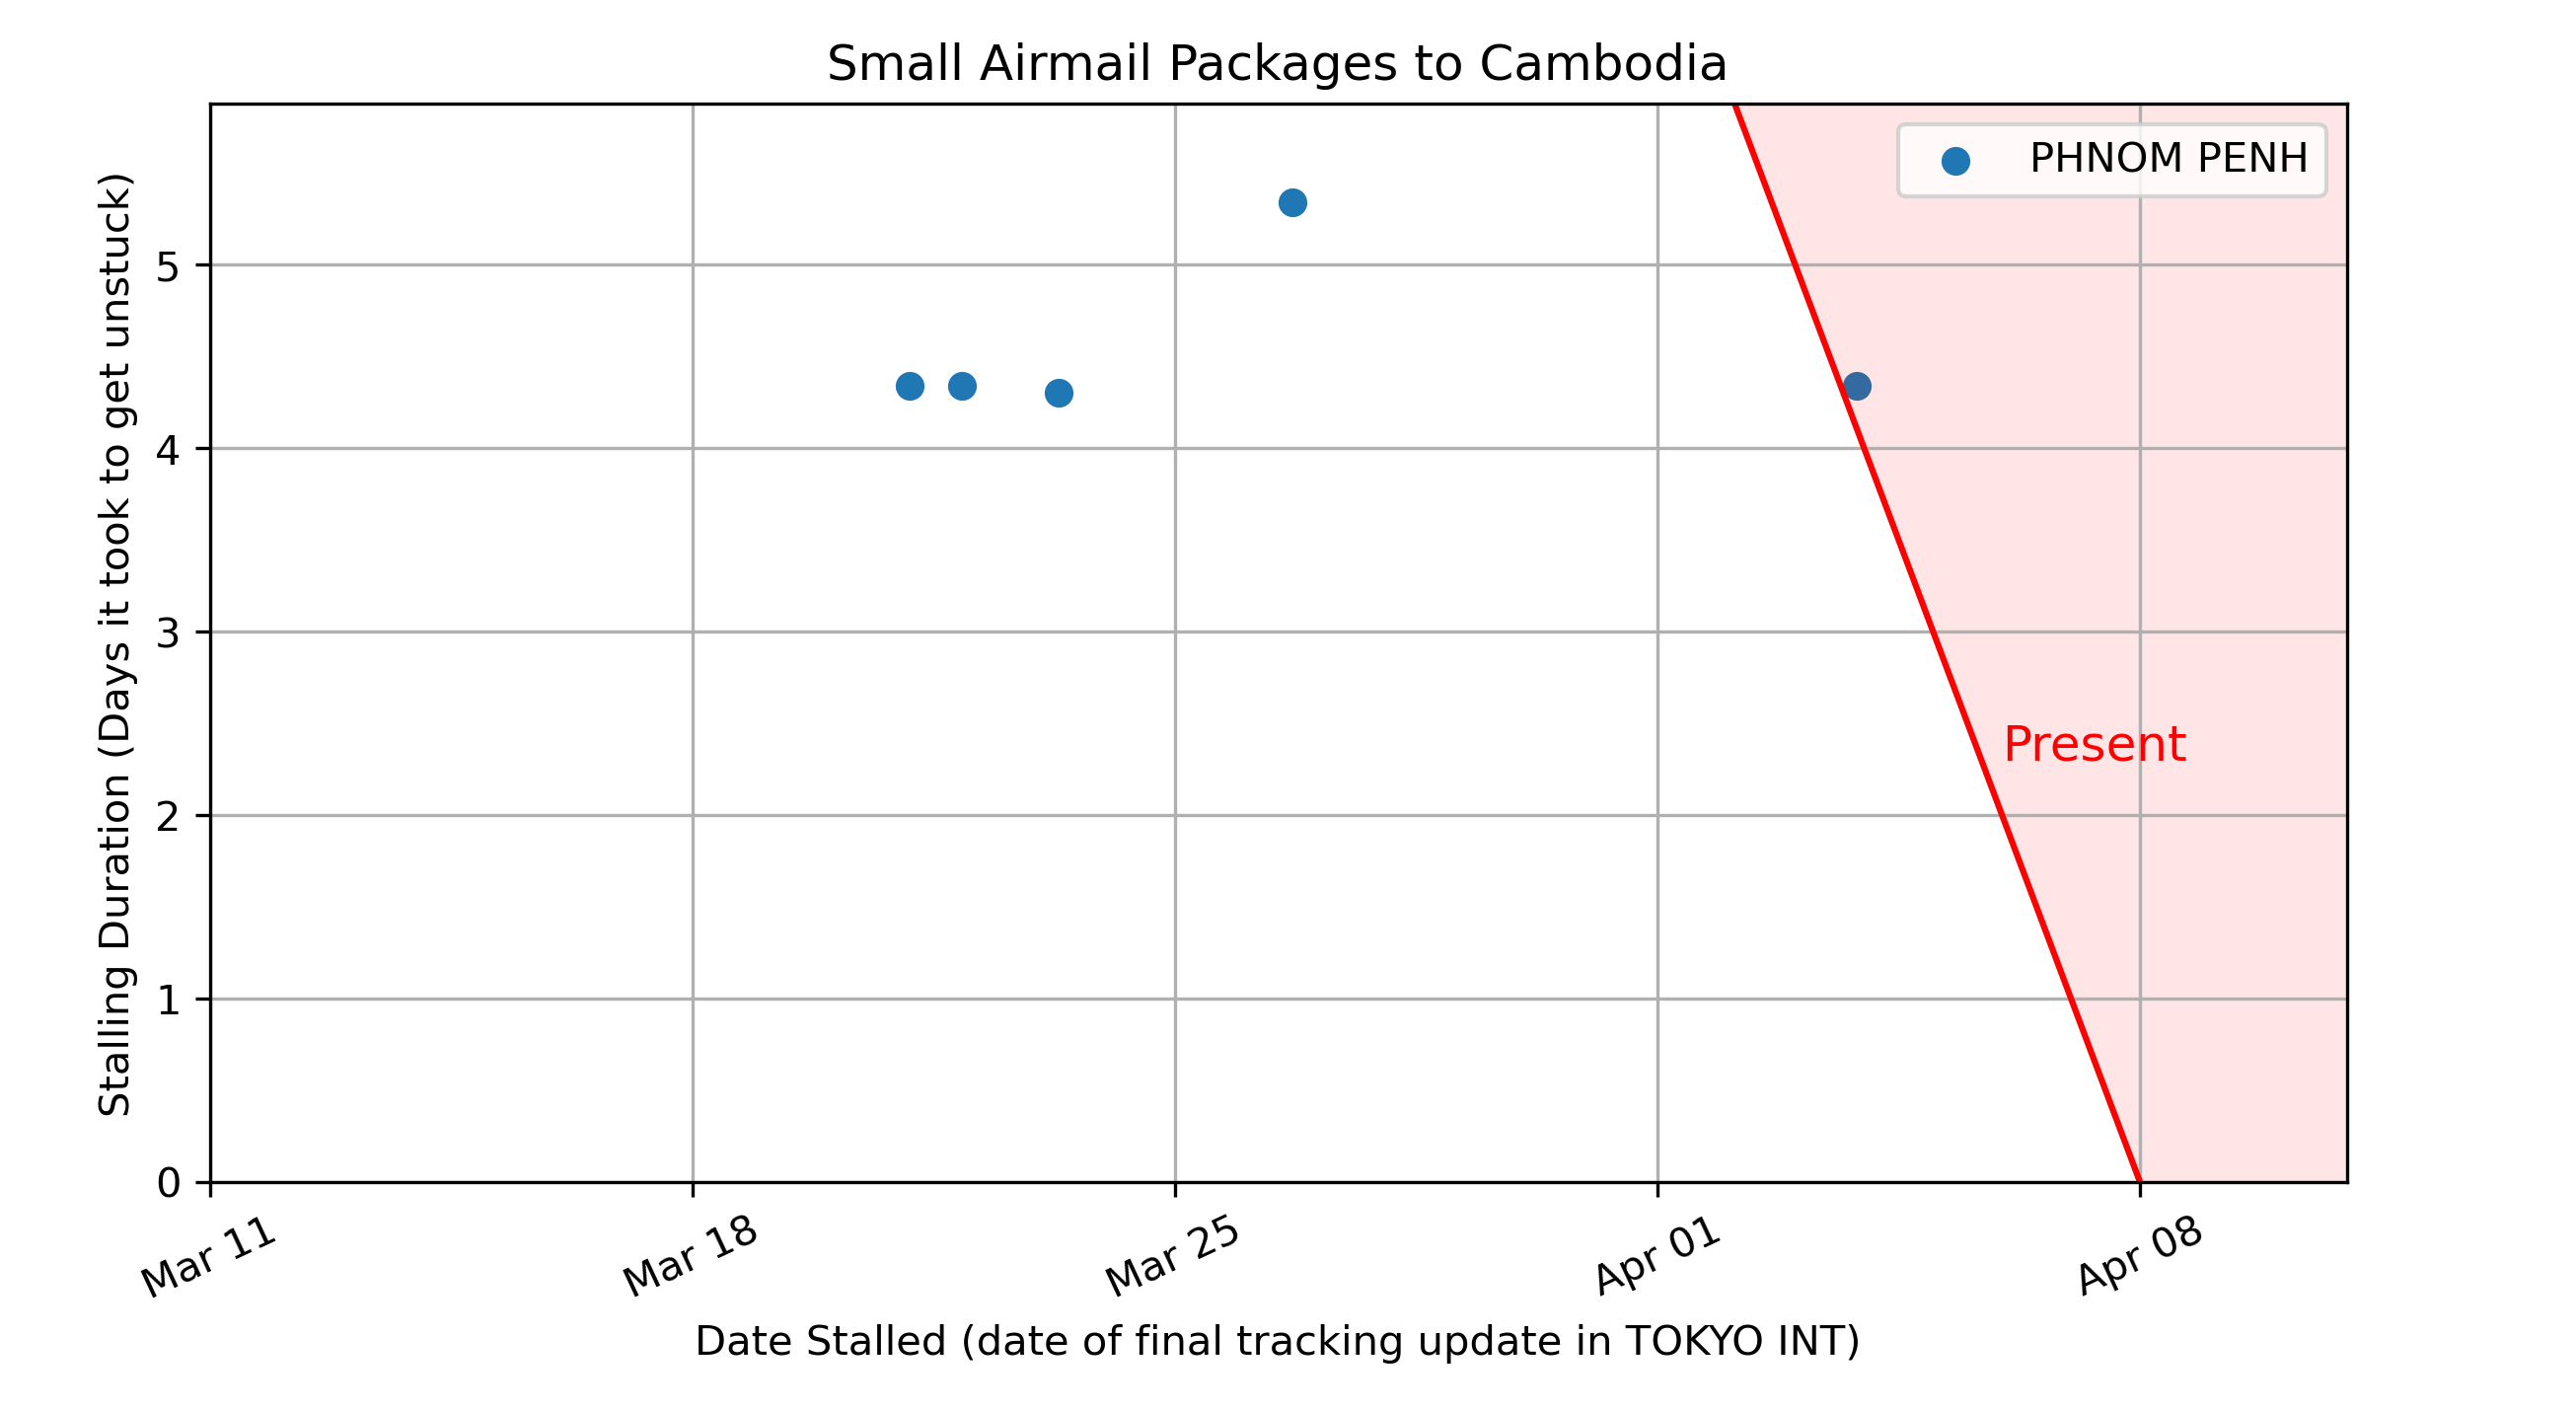 Small Airmail Packages to Cambodia
PHNOM PENH
Stalling Duration (Days it took to get unstuck)
5
4
3
2
1
0
Present
Mar 11
Mar 18
Mar 25
Apr 01
Apr 08
Date Stalled (date of final tracking update in TOKYO INT)